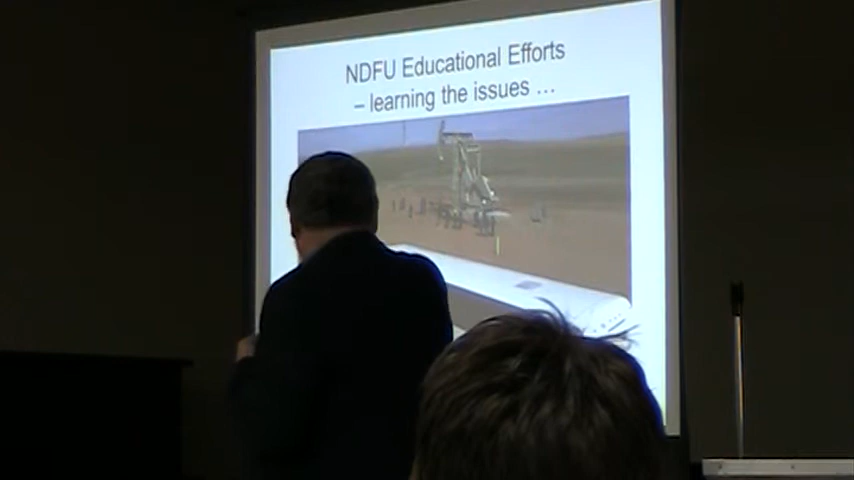 NDFU Educational Efforts
– learning the issues …